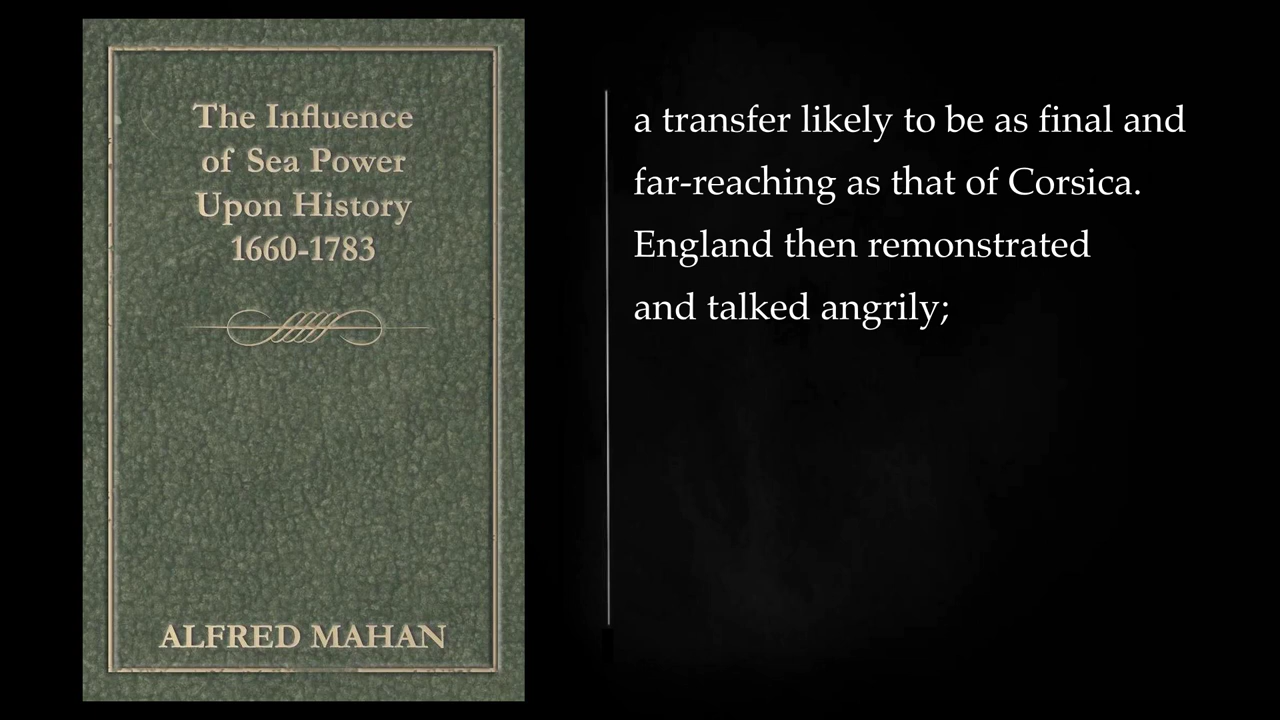 The Influence
of Sea Power
Upon History
1660-1783
ALFRED MAHAN
a transfer likely to be as final and
far-reaching as that of Corsica.
England then remonstrated
and talked angrily;